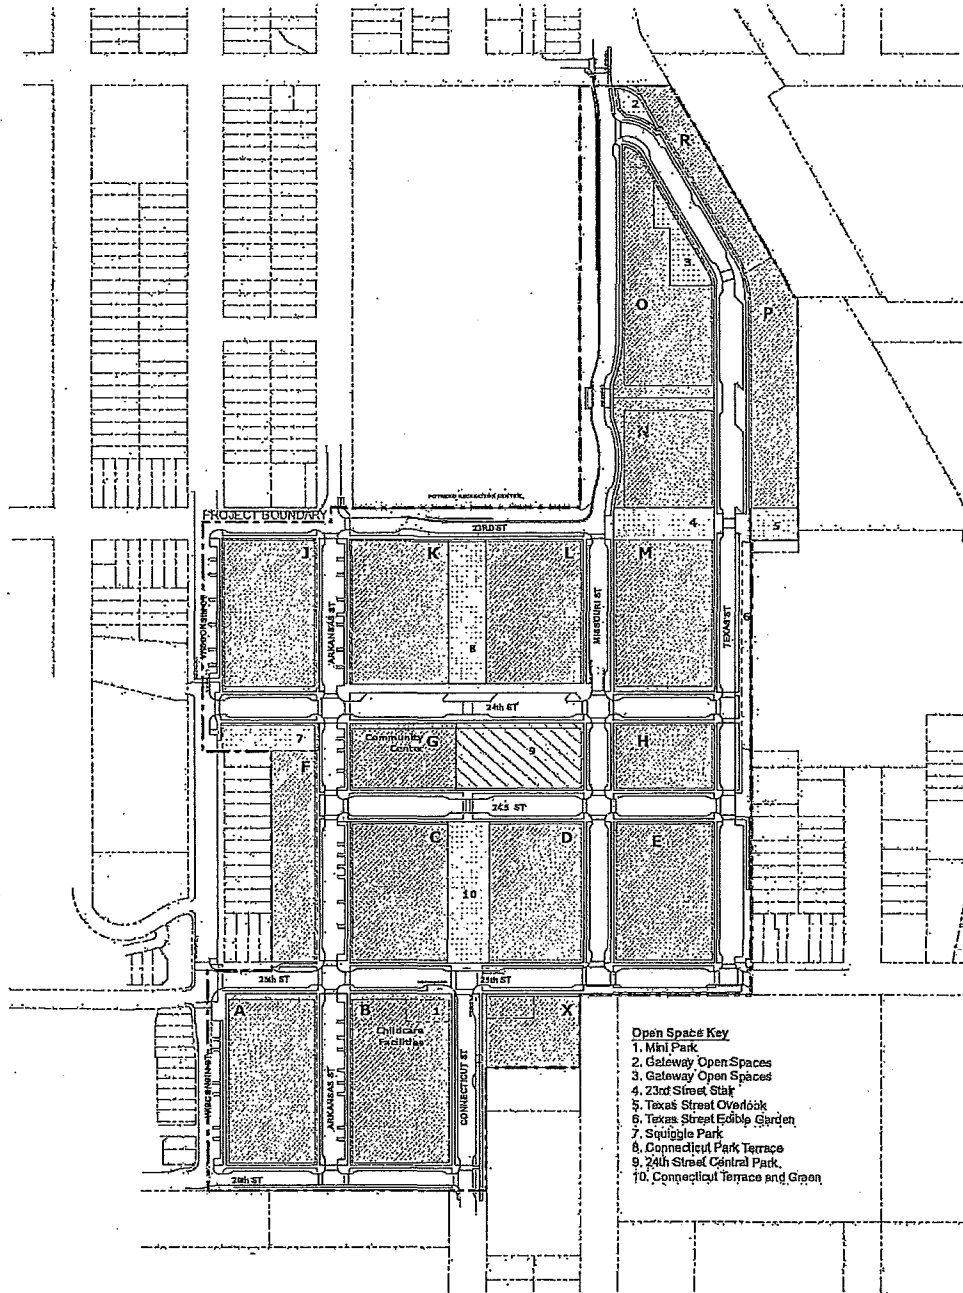 2
R
3
O
P
N
POTRERO RECREATION CENTER
PROJECT BOUNDARY
23RD ST
4
5
J
K
L
M
ARKANSAS ST
MISSOURI ST
TEXAS ST
6
8
24th ST
7
Community
Center
G
9
H
F
24.5 ST
C
D
E
10
25th ST
25th ST
A
B
1
X
Childcare
Facilities
ARKANSAS ST
CONNECTICUT ST
26th ST
Open Space Key
1. Mini Park
2. Gateway Open Spaces
3. Gateway Open Spaces
4. 23rd Street Stair
5. Texas Street Overlook
6. Texas Street Edible Garden
7. Squiggle Park
8. Connecticut Park Terrace
9. 24th Street Central Park
10. Connecticut Terrace and Green